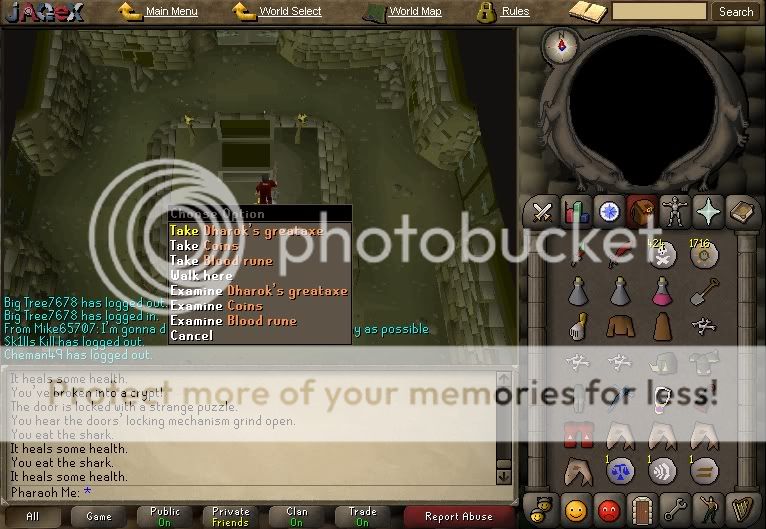 JAGEX Main Menu World Select World Map Rules Search
N
Choose Option
Take Dharok's greataxe
Take Coins
Take Blood rune
Walk here
Examine Dharok's greataxe
Examine Coins
Examine Blood rune
Cancel
photobucket
424 1716
Big Tree7678 has logged out.
Big Tree7678 has logged in.
From Mike65707: I'm gonna d y as possible
Sk1lls Kill has logged out.
Cheman49 has logged out.
Protect more of your memories for less!
It heals some health.
You've broken into a crypt!
The door is locked with a strange puzzle.
You hear the doors' locking mechanism grind open.
You eat the shark.
It heals some health.
You eat the shark.
It heals some health.
Pharaoh Me: *
1 1 1
All Game Public On Private Friends Clan On Trade On Report Abuse